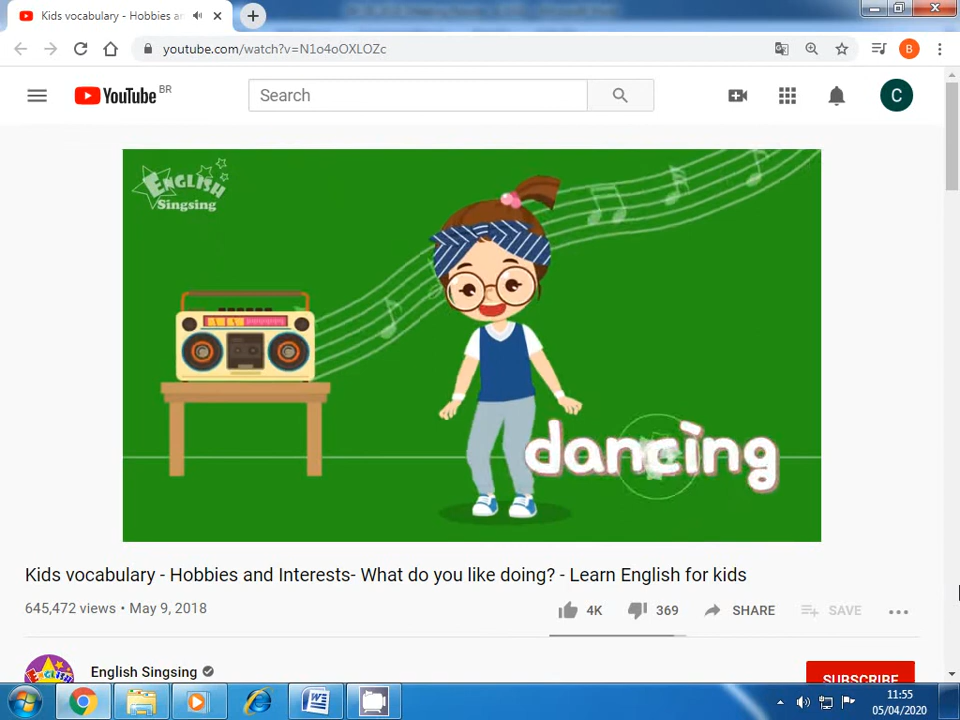 Kids vocabulary - Hobbies ar
youtube.com/watch?v=N1o4oOXLOZc
B
YouTube BR
Search
C
ENGLISH
Singsing
dancing
Kids vocabulary - Hobbies and Interests- What do you like doing? - Learn English for kids
645,472 views • May 9, 2018
4K
369
SHARE
SAVE
ENGLISH
English Singsing
SUBSCRIBE
11:55
05/04/2020